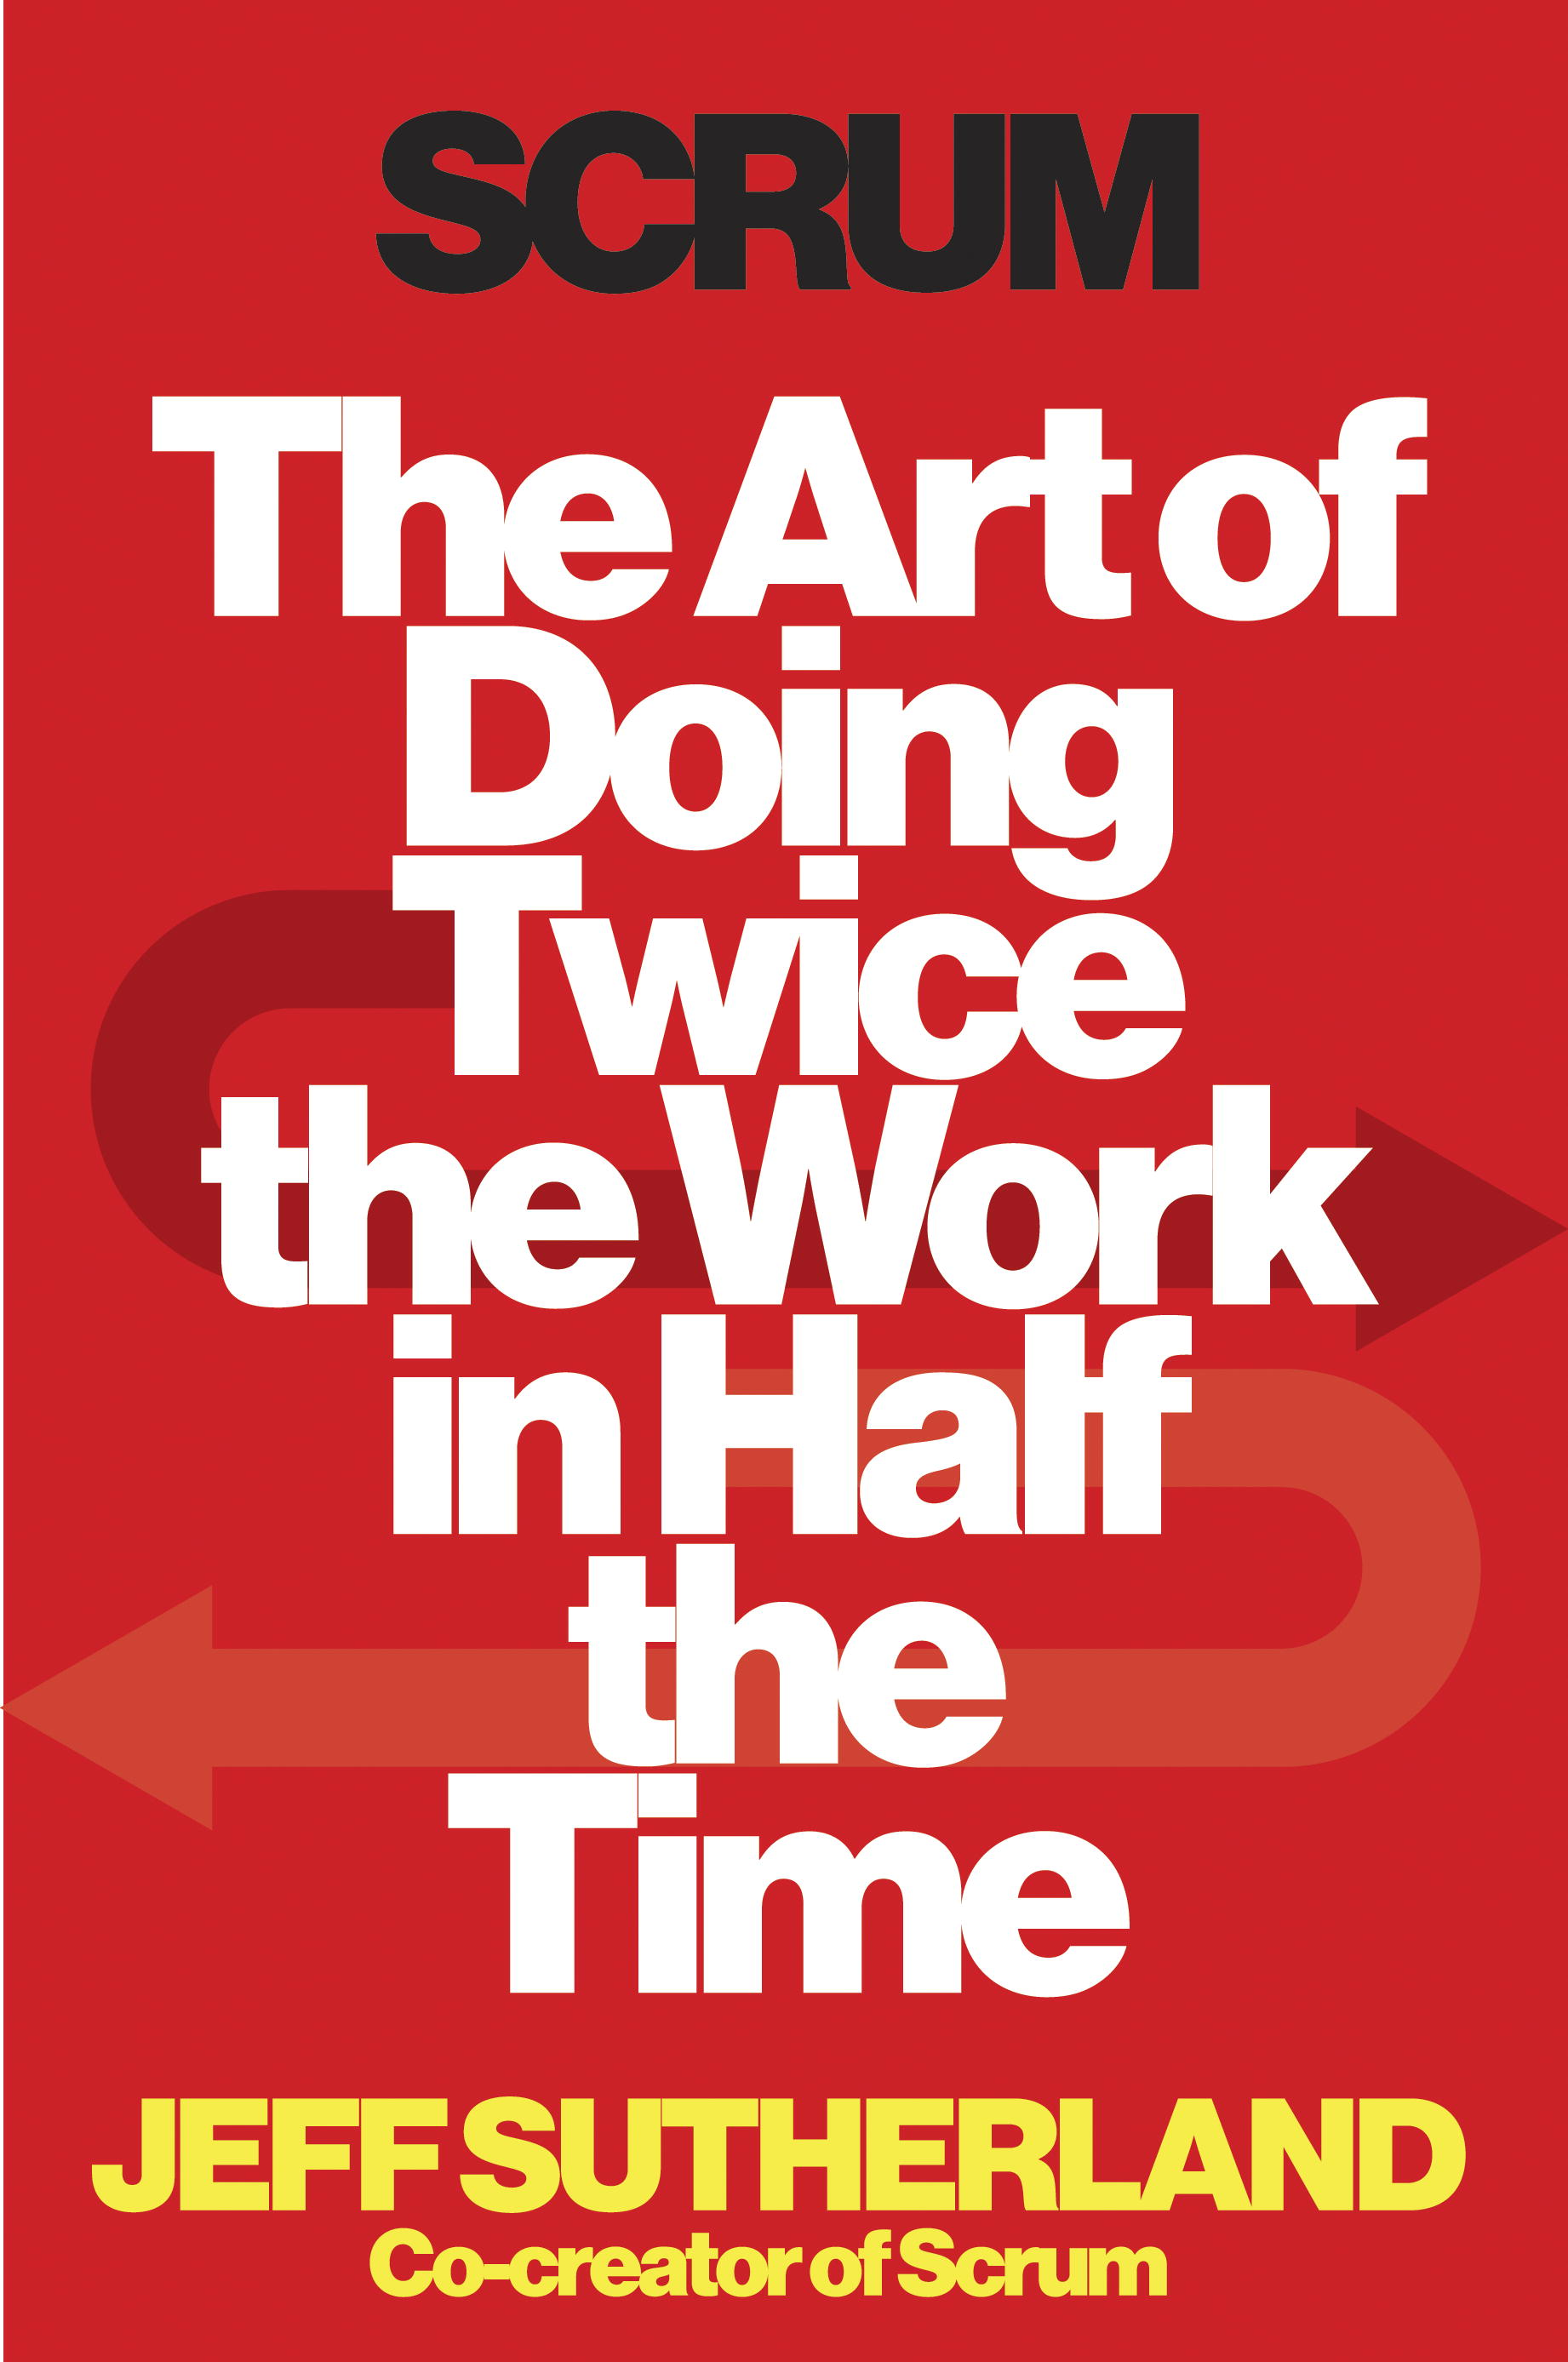 SCRUM
The Art of
Doing
Twice
the Work
in Half
the
Time
JEFF SUTHERLAND
Co-creator of Scrum